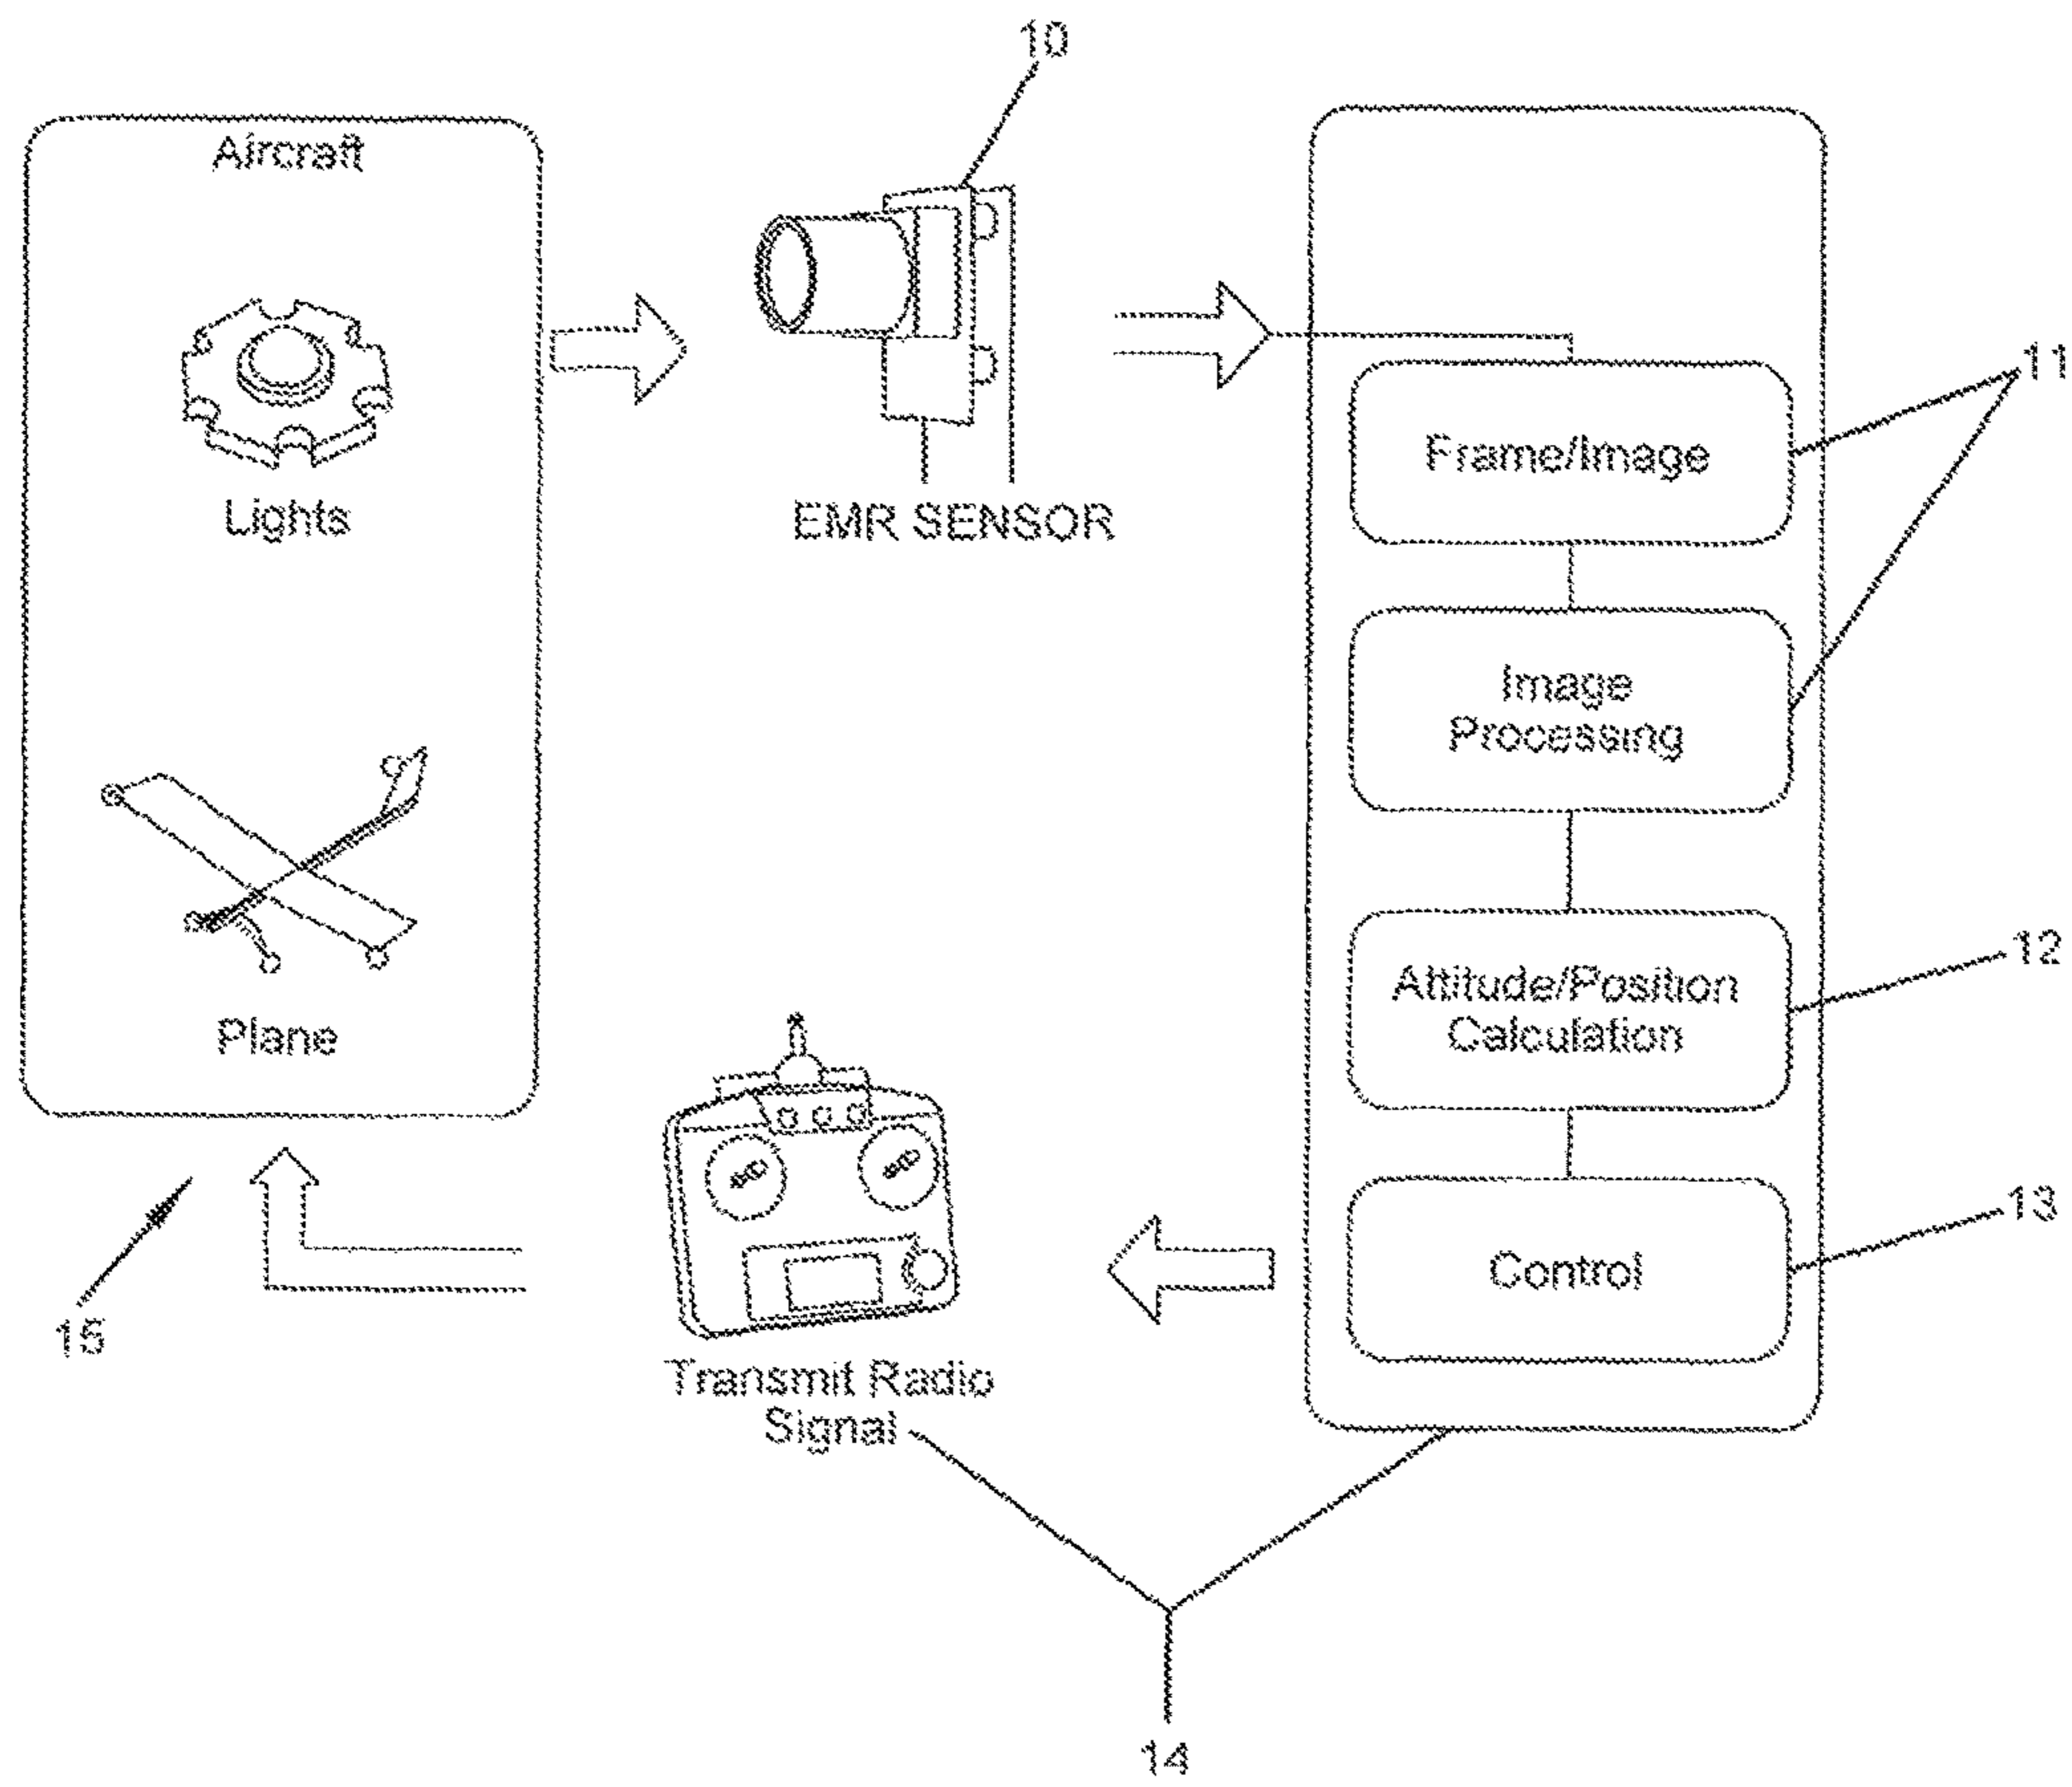 10
Aircraft
11
Frame/Image
Lights
EMR SENSOR
Image
Processing
12
Attitude/Position
Calculation
Plane
13
Control
15
Transmit Radio
Signal
14